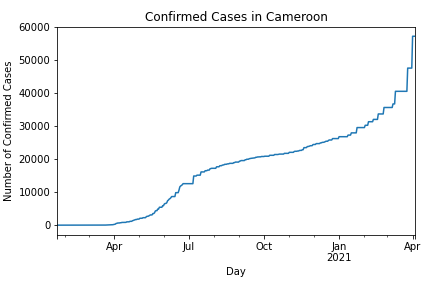 Confirmed Cases in Cameroon
60000
50000
40000
30000
20000
10000
0
Number of Confirmed Cases
Apr
Jul
Oct
Jan
2021
Apr
Day